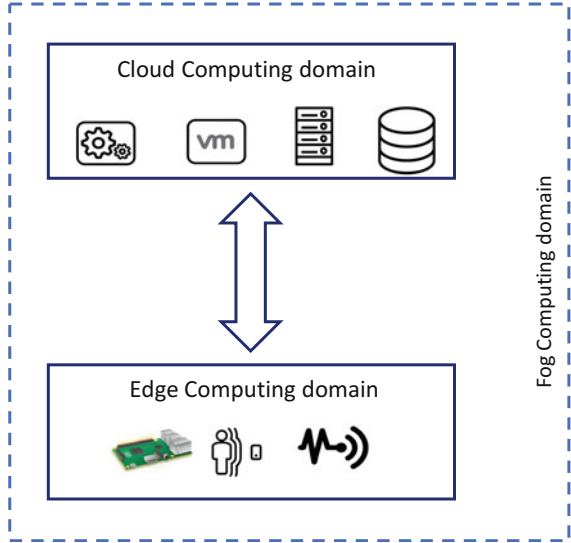 Cloud Computing domain
vm
Fog Computing domain
Edge Computing domain